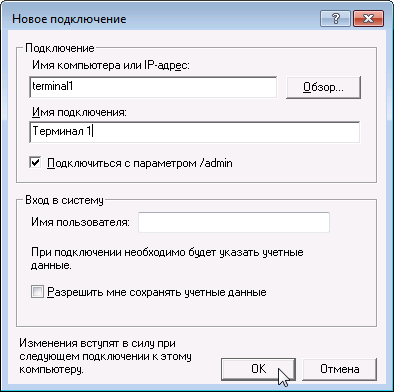 Новое подключение
?
Подключение
Имя компьютера или IP-адрес:
terminal1
Обзор...
Имя подключения:
Терминал 1
Подключиться с параметром /admin
Вход в систему
Имя пользователя:
При подключении необходимо будет указать учетные
данные.
Разрешить мне сохранять учетные данные
Изменения вступят в силу при
следующем подключении к этому
компьютеру.
ОК
Отмена